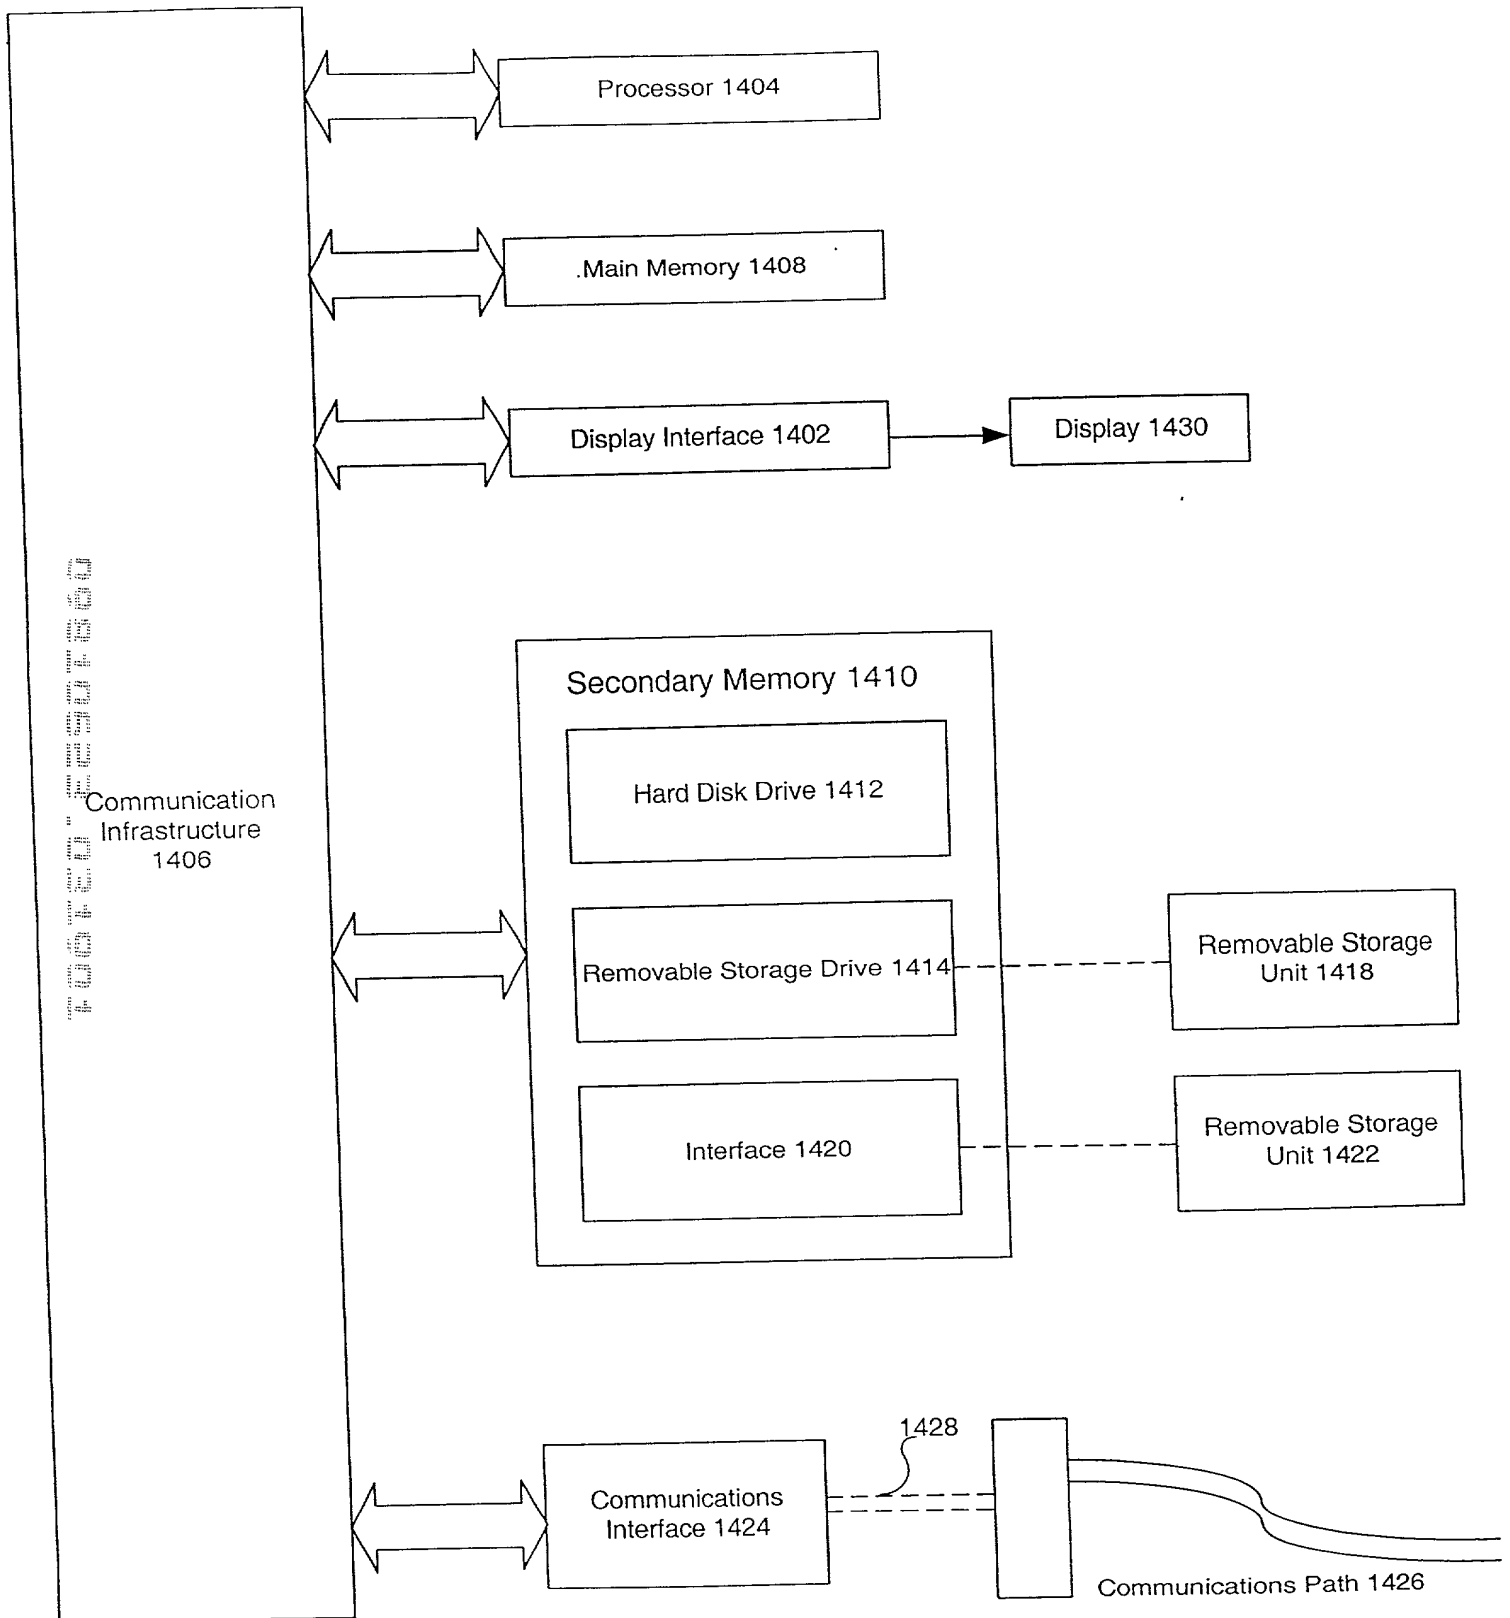 Processor 1404
.Main Memory 1408
Display Interface 1402
Display 1430
Secondary Memory 1410
Hard Disk Drive 1412
Communication
Infrastructure
1406
Removable Storage Drive 1414
Removable Storage
Unit 1418
Interface 1420
Removable Storage
Unit 1422
1428
Communications
Interface 1424
Communications Path 1426